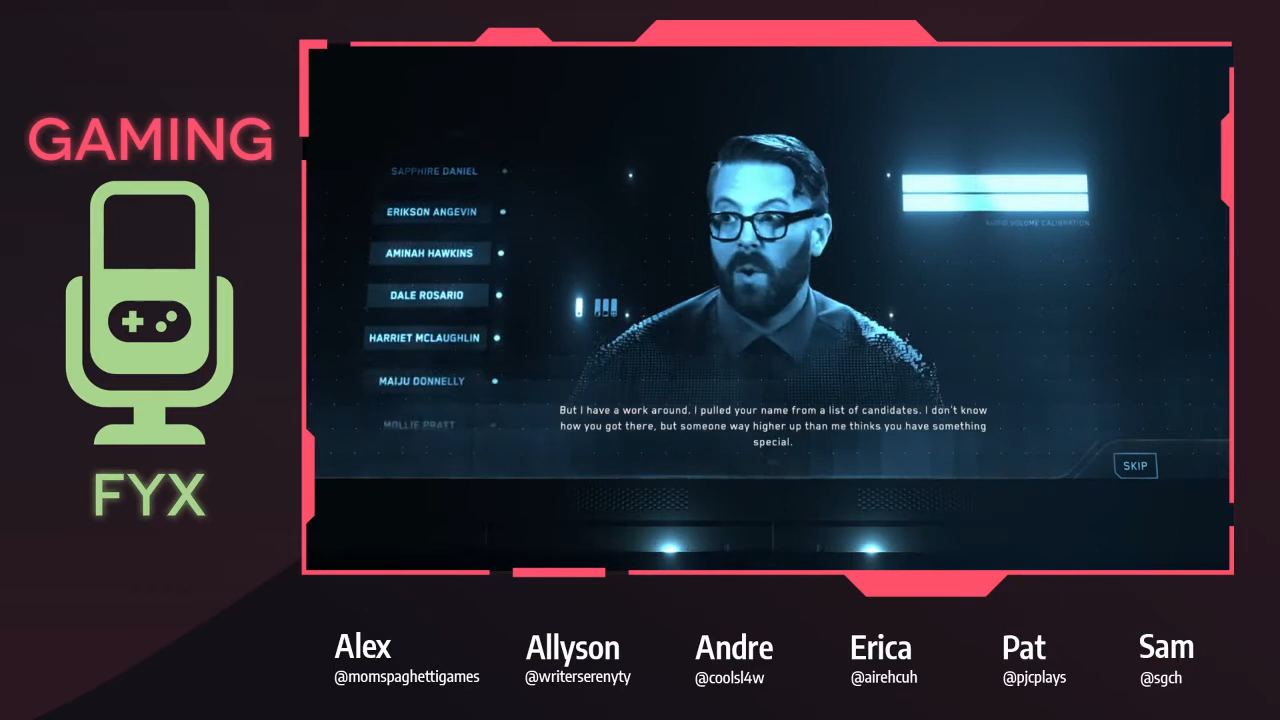 GAMING
FYX
SAPPHIRE DANIEL
ERIKSON ANGEVIN
AMINAH HAWKINS
DALE ROSARIO
HARRIET MCLAUGHLIN
MAIJU DONNELLY
MOLLIE PRATT
AUDIO VOLUME CALIBRATION
But I have a work around. I pulled your name from a list of candidates. I don't know
how you got there, but someone way higher up than me thinks you have something
special.
SKIP
Alex
@momspaghettigames
Allyson
@writerserenyty
Andre
@coolsl4w
Erica
@airehcuh
Pat
@pjcplays
Sam
@sgch